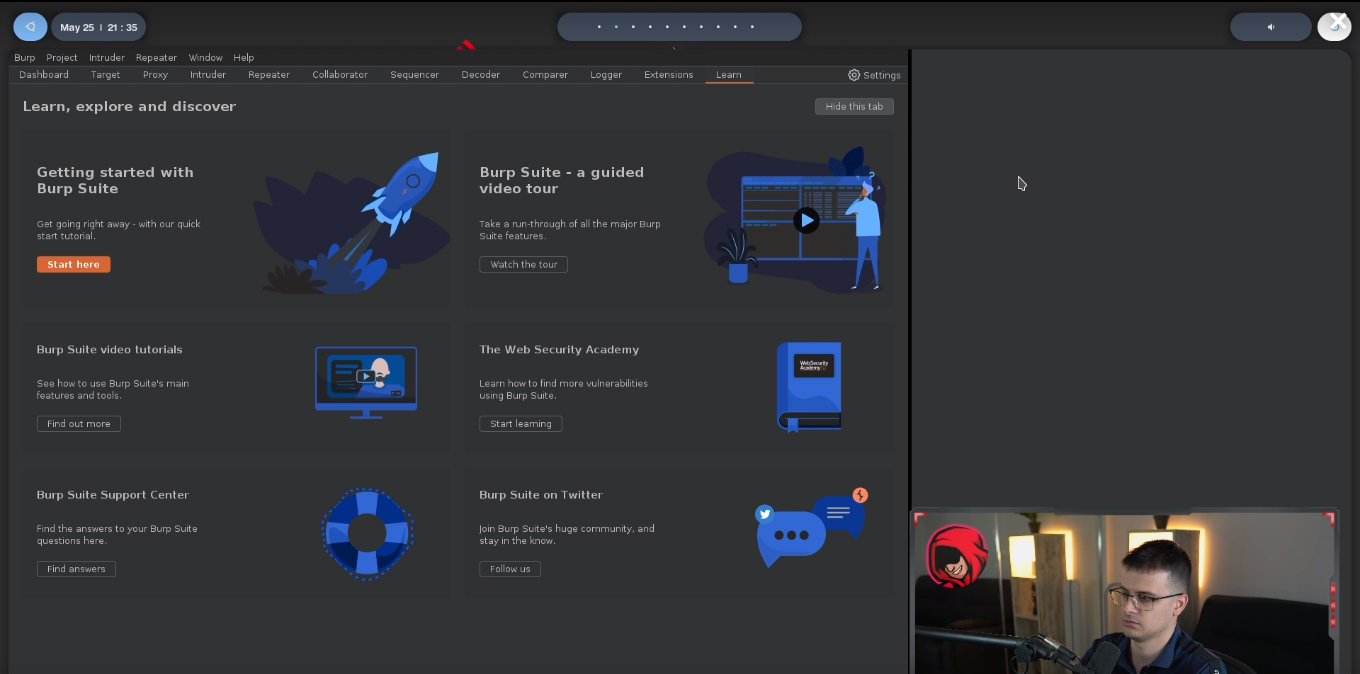 May 25 | 21 : 35
Burp Project Intruder Repeater Window Help
Dashboard Target Proxy Intruder Repeater Collaborator Sequencer Decoder Comparer Logger Extensions Learn Settings
Learn, explore and discover
Hide this tab
Getting started with
Burp Suite
Get going right away - with our quick
start tutorial.
Start here
Burp Suite - a guided
video tour
Take a run-through of all the major Burp
Suite features.
Watch the tour
Burp Suite video tutorials
See how to use Burp Suite's main
features and tools.
Find out more
The Web Security Academy
Learn how to find more vulnerabilities
using Burp Suite.
Start learning
WebSecurity
Academy
Burp Suite Support Center
Find the answers to your Burp Suite
questions here.
Find answers
Burp Suite on Twitter
Join Burp Suite's huge community, and
stay in the know.
Follow us